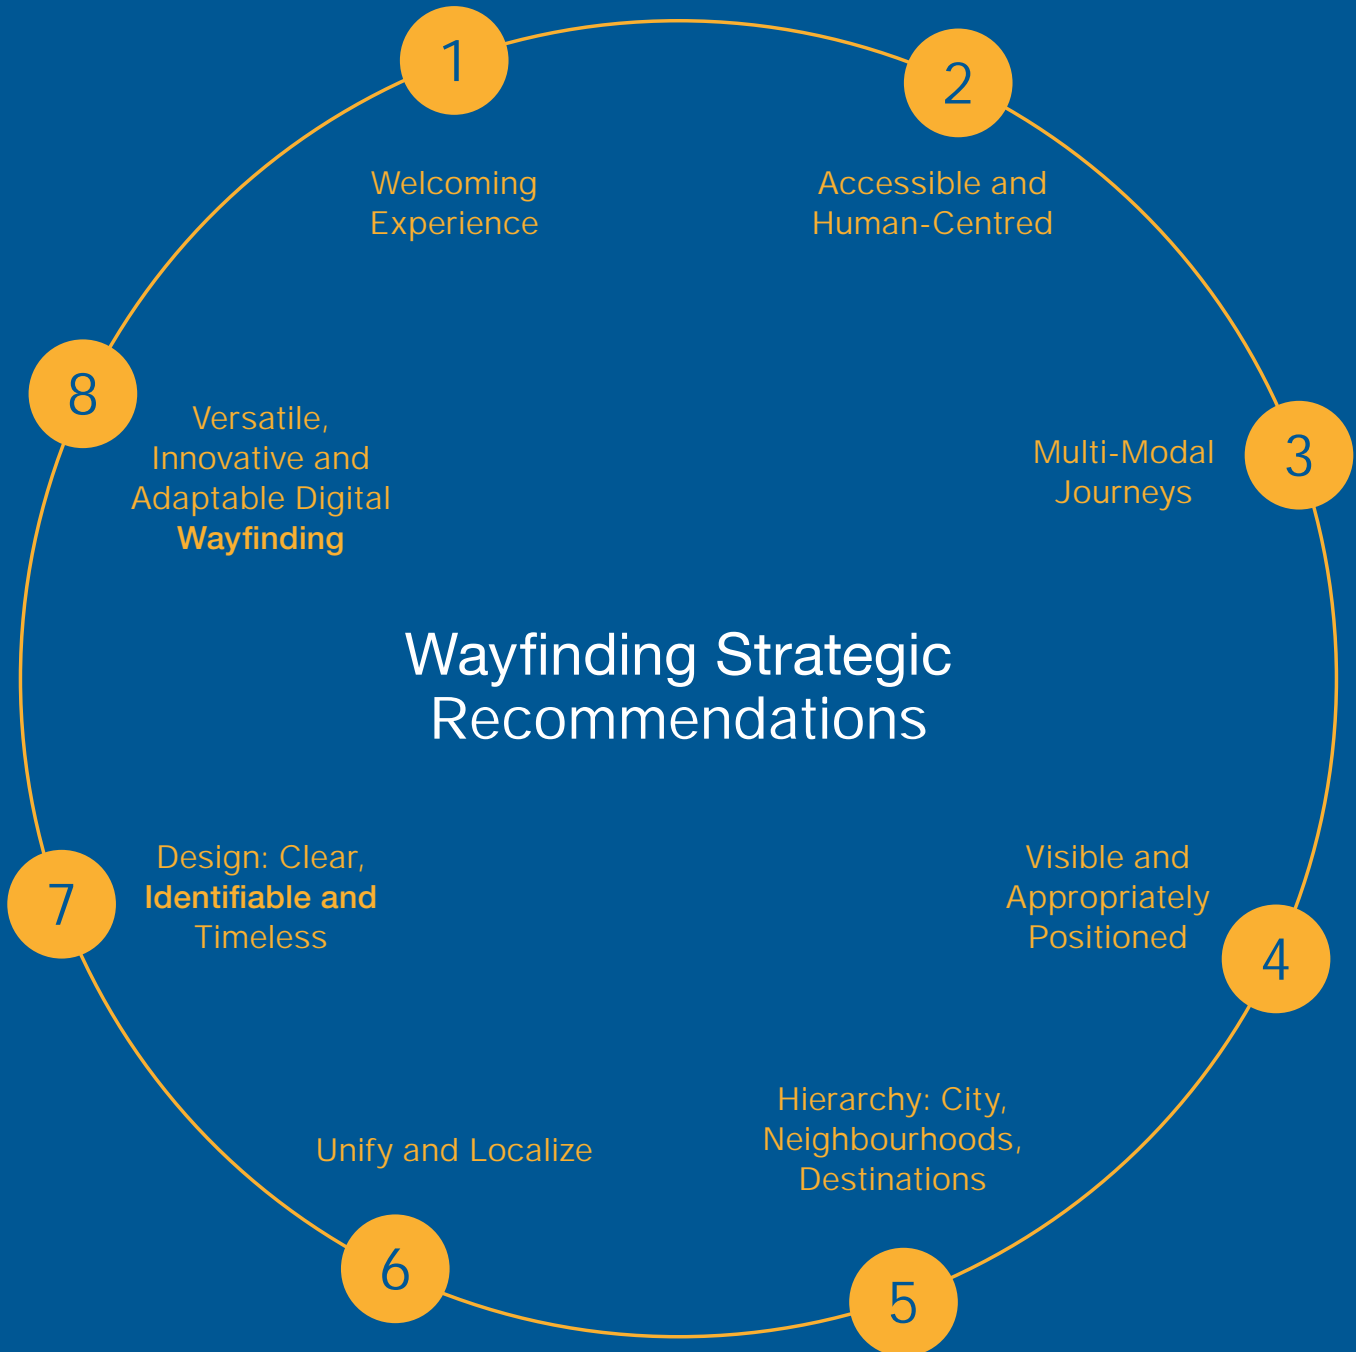 1
Welcoming
Experience
2
Accessible and
Human-Centred
3
Multi-Modal
Journeys
4
Visible and
Appropriately
Positioned
5
Hierarchy: City,
Neighbourhoods,
Destinations
6
Unify and Localize
7
Design: Clear,
Identifiable and
Timeless
8
Versatile,
Innovative and
Adaptable Digital
Wayfinding
Wayfinding Strategic
Recommendations